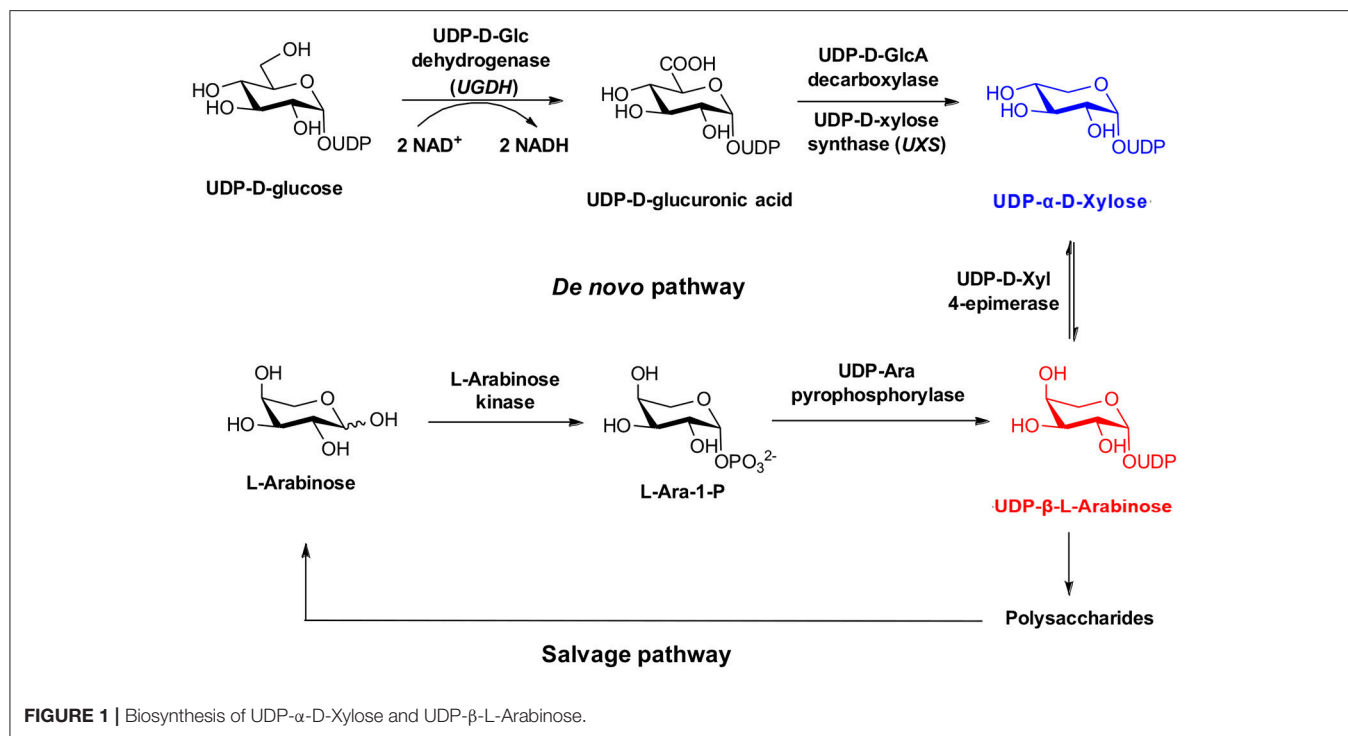 UDP-D-Glc
dehydrogenase
(UGDH)
2 NAD⁺ 2 NADH
OH
O
HO
HO
OH
OUDP
UDP-D-glucose
COOH
O
HO
HO
OH
OUDP
UDP-D-glucuronic acid
UDP-D-GlcA
decarboxylase
UDP-D-xylose
synthase (UXS)
O
HO
HO
OH
OUDP
UDP-α-D-Xylose
De novo pathway
UDP-D-Xyl
4-epimerase
OH
O
HO
OH
OH
L-Arabinose
L-Arabinose
kinase
OH
O
HO
OH
OPO₃²⁻
L-Ara-1-P
UDP-Ara
pyrophosphorylase
OH
O
HO
OH
OUDP
UDP-β-L-Arabinose
Polysaccharides
Salvage pathway
FIGURE 1 | Biosynthesis of UDP-α-D-Xylose and UDP-β-L-Arabinose.